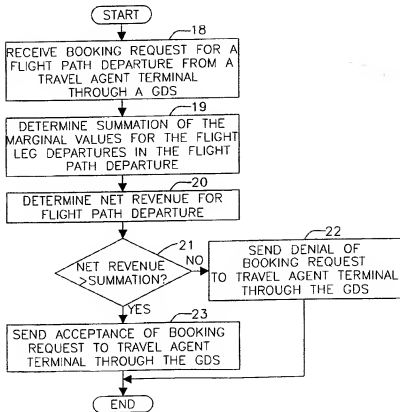 START
18
RECEIVE BOOKING REQUEST FOR A
FLIGHT PATH DEPARTURE FROM A
TRAVEL AGENT TERMINAL
THROUGH A GDS
19
DETERMINE SUMMATION OF THE
MARGINAL VALUES FOR THE FLIGHT
LEG DEPARTURES IN THE FLIGHT
PATH DEPARTURE
20
DETERMINE NET REVENUE FOR
FLIGHT PATH DEPARTURE
21
NET REVENUE
>SUMMATION?
NO
22
SEND DENIAL OF
BOOKING REQUEST
TO TRAVEL AGENT TERMINAL
THROUGH THE GDS
YES
23
SEND ACCEPTANCE OF BOOKING
REQUEST TO TRAVEL AGENT
TERMINAL THROUGH THE GDS
END